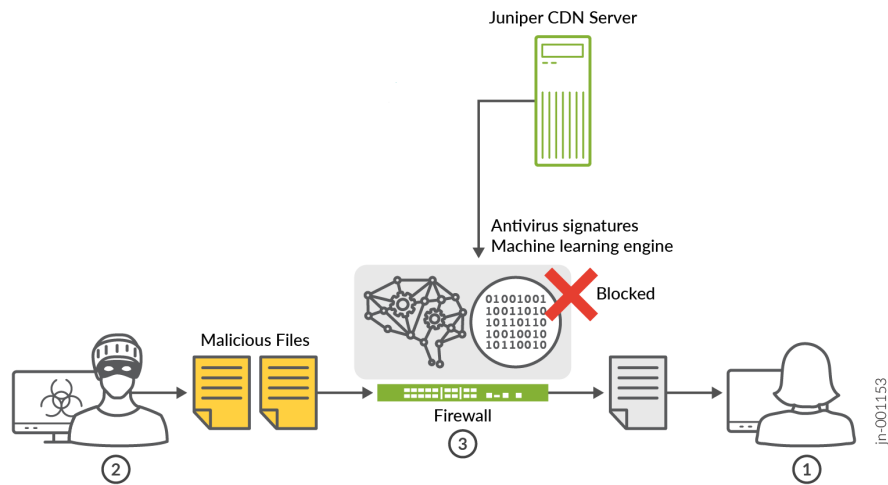 Juniper CDN Server
Antivirus signatures
Machine learning engine
Blocked
01001001
10011010
10110110
10010010
10110010
Malicious Files
Firewall
3
2
1
jn-001153